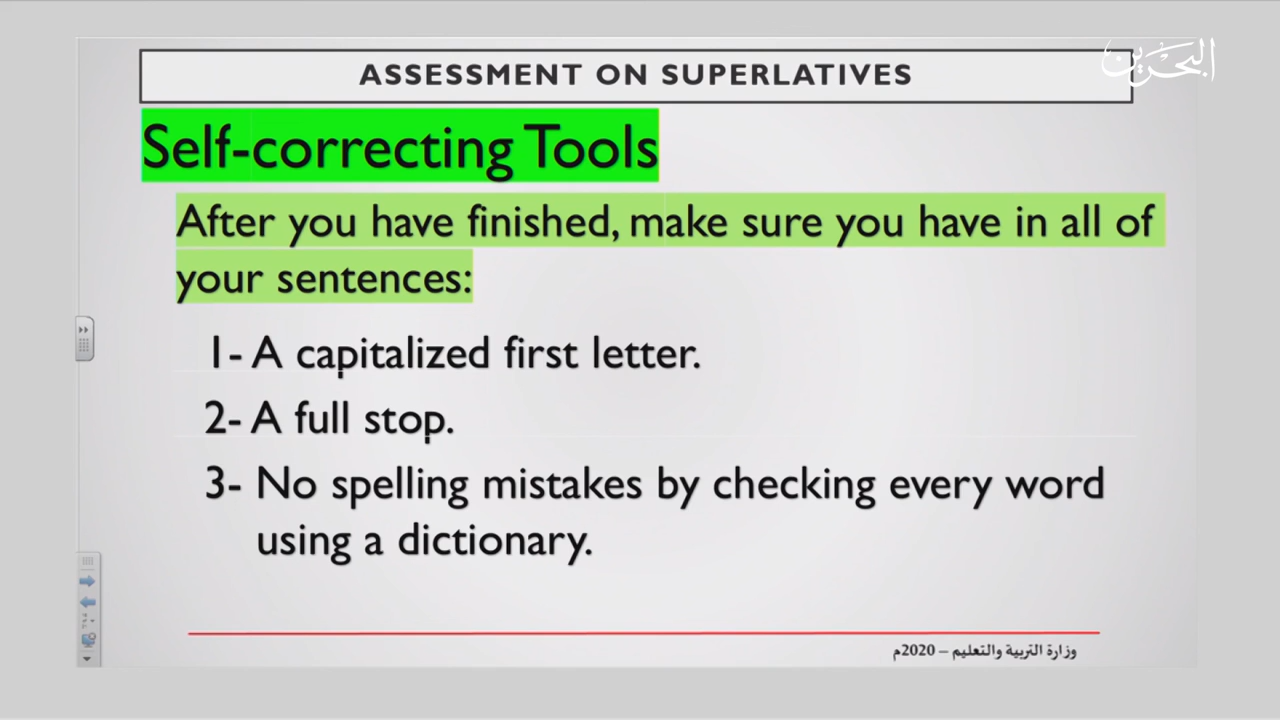 البحرين
ASSESSMENT ON SUPERLATIVES
Self-correcting Tools
After you have finished, make sure you have in all of
your sentences:
1- A capitalized first letter.
2- A full stop.
3- No spelling mistakes by checking every word
using a dictionary.
وزارة التربية والتعليم – 2020م